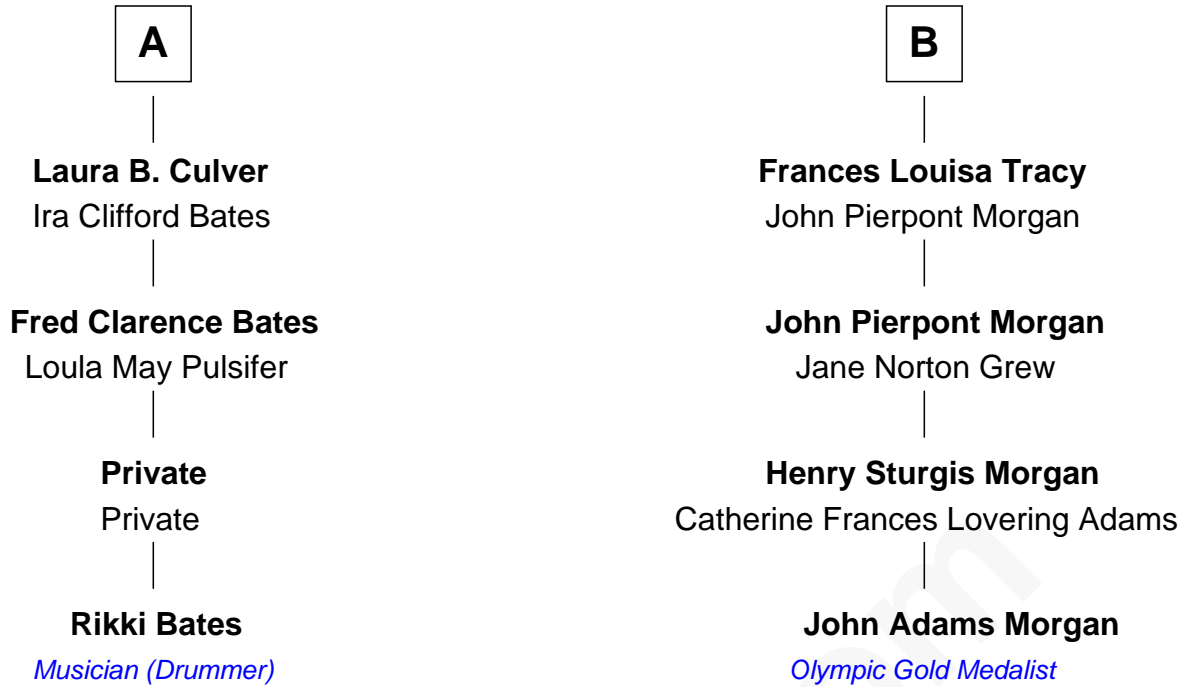 A
Laura B. Culver
Ira Clifford Bates
Fred Clarence Bates
Loula May Pulsifer
Private
Private
Rikki Bates
Musician (Drummer)
B
Frances Louisa Tracy
John Pierpont Morgan
John Pierpont Morgan
Jane Norton Grew
Henry Sturgis Morgan
Catherine Frances Lovering Adams
John Adams Morgan
Olympic Gold Medalist